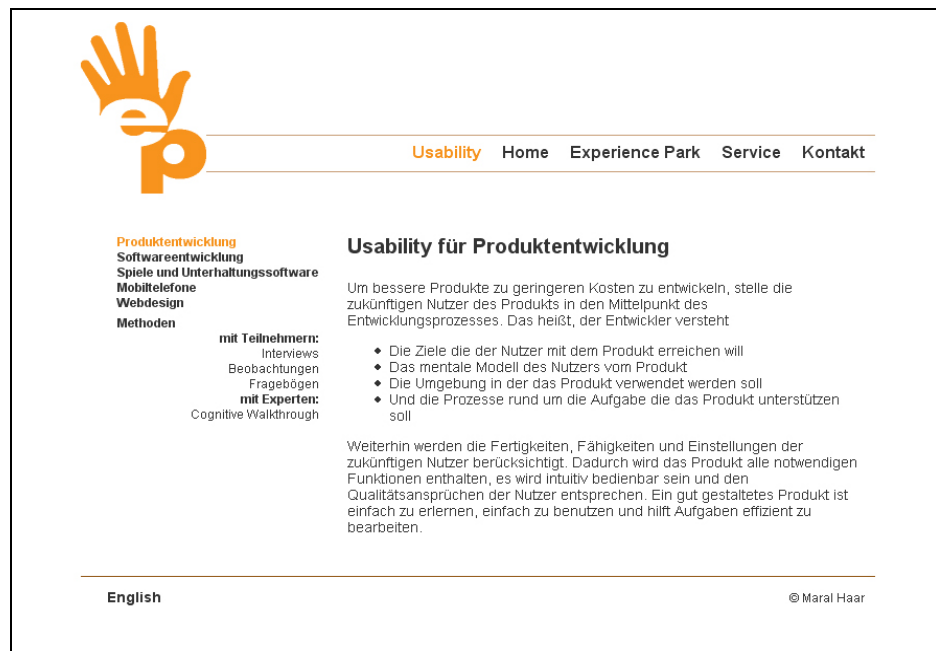 ep
Usability Home Experience Park Service Kontakt
Produktentwicklung
Softwareentwicklung
Spiele und Unterhaltungssoftware
Mobiltelefone
Webdesign
Methoden
mit Teilnehmern:
Interviews
Beobachtungen
Fragebögen
mit Experten:
Cognitive Walkthrough
Usability für Produktentwicklung
Um bessere Produkte zu geringeren Kosten zu entwickeln, stelle die
zukünftigen Nutzer des Produkts in den Mittelpunkt des
Entwicklungsprozesses. Das heißt, der Entwickler versteht
◆ Die Ziele die der Nutzer mit dem Produkt erreichen will
◆ Das mentale Modell des Nutzers vom Produkt
◆ Die Umgebung in der das Produkt verwendet werden soll
◆ Und die Prozesse rund um die Aufgabe die das Produkt unterstützen
soll
Weiterhin werden die Fertigkeiten, Fähigkeiten und Einstellungen der
zukünftigen Nutzer berücksichtigt. Dadurch wird das Produkt alle notwendigen
Funktionen enthalten, es wird intuitiv bedienbar sein und den
Qualitätsansprüchen der Nutzer entsprechen. Ein gut gestaltetes Produkt ist
einfach zu erlernen, einfach zu benutzen und hilft Aufgaben effizient zu
bearbeiten.
English
© Maral Haar